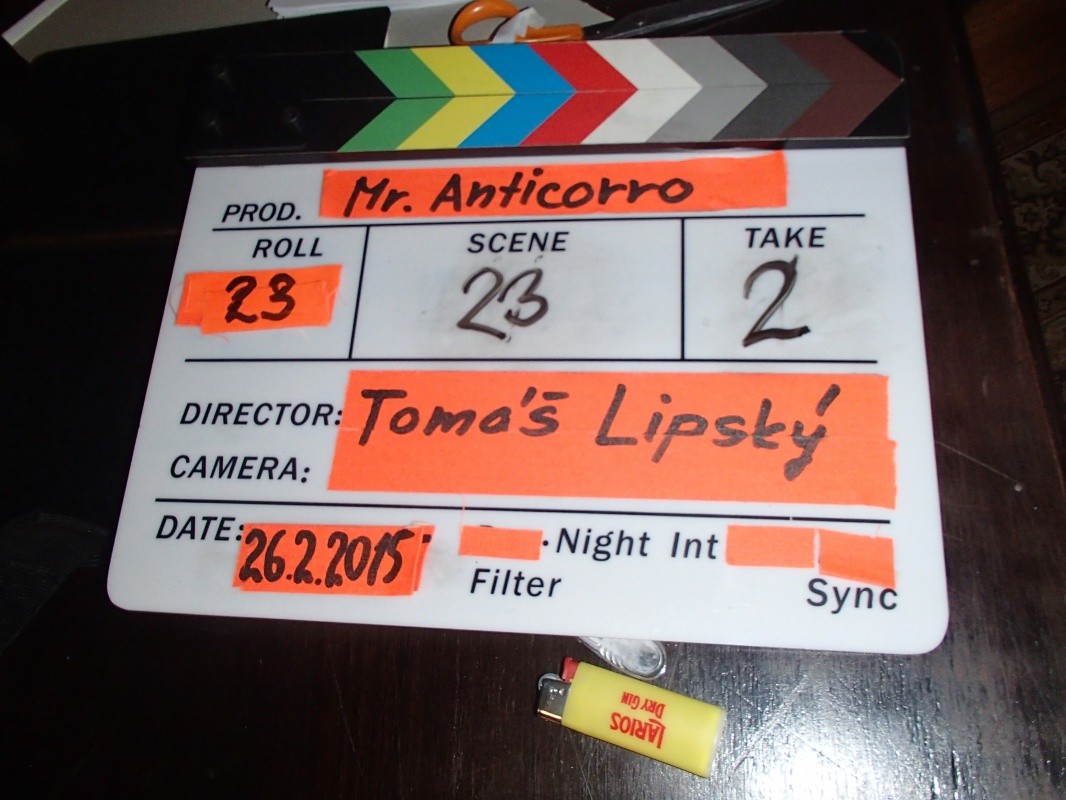 PROD. Mr. Anticorro
ROLL SCENE TAKE
23 23 2
DIRECTOR: Tomáš Lipský
CAMERA:
DATE: 26.2.2015 Night Int
Filter Sync
LARIOS
DRY GIN